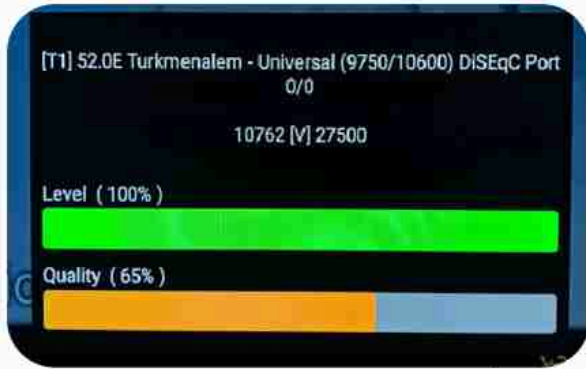 [T1] 52.0E Turkmenalem - Universal (9750/10600) DiSEqC Port
0/0
10762 [V] 27500
Level ( 100% )
Quality ( 65% )